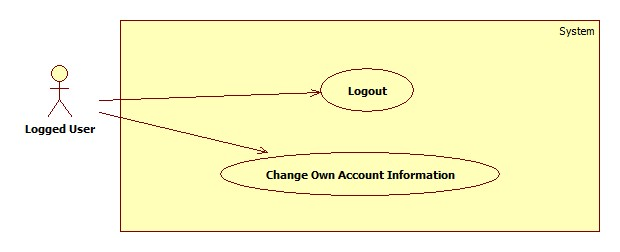 System
Logout
Logged User
Change Own Account Information